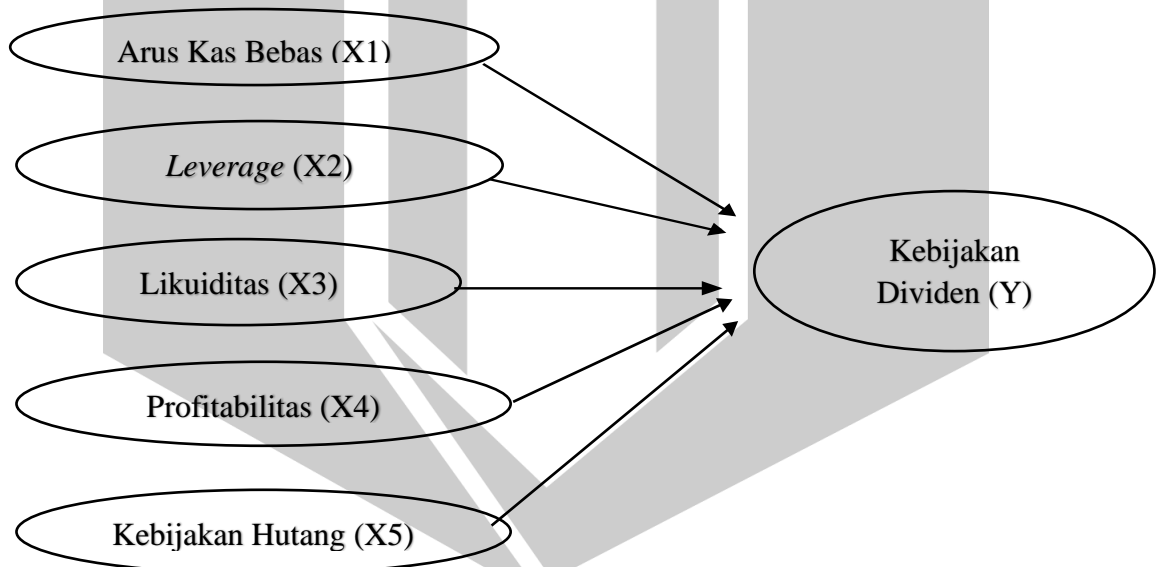 Arus Kas Bebas (X1)
Leverage (X2)
Likuiditas (X3)
Profitabilitas (X4)
Kebijakan Hutang (X5)
Kebijakan
Dividen (Y)